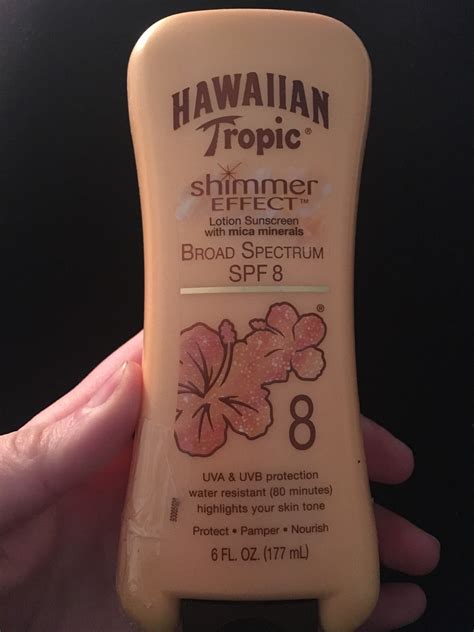 HAWAIIAN
Tropic®
shimmer
EFFECT™
Lotion Sunscreen
with mica minerals
BROAD SPECTRUM
SPF 8
®
8
UVA & UVB protection
water resistant (80 minutes)
highlights your skin tone
Protect • Pamper • Nourish
6 FL. OZ. (177 mL)